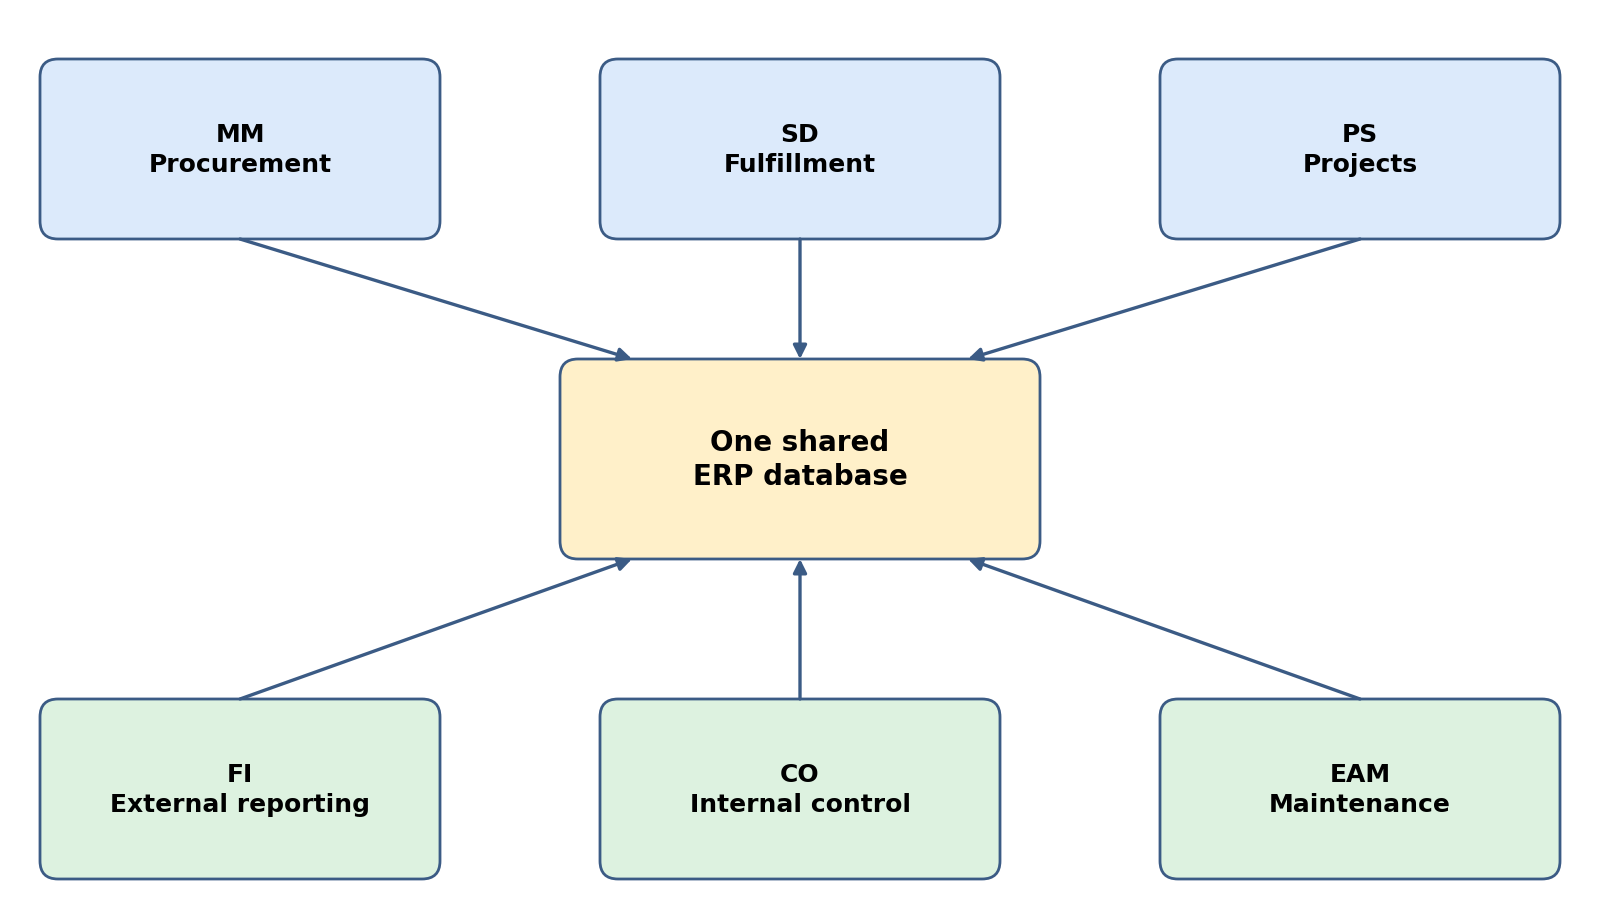 MM
Procurement
SD
Fulfillment
PS
Projects
One shared
ERP database
FI
External reporting
CO
Internal control
EAM
Maintenance